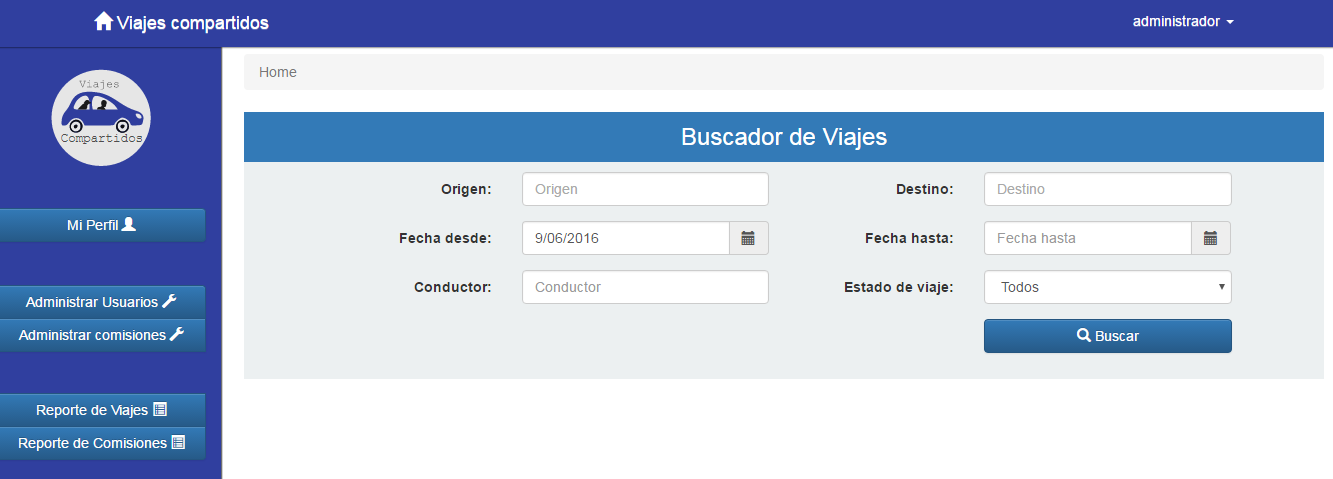 Viajes compartidos
administrador
Viajes
Compartidos
Mi Perfil
Administrar Usuarios
Administrar comisiones
Reporte de Viajes
Reporte de Comisiones
Home
Buscador de Viajes
Origen: Origen Destino: Destino
Fecha desde: 9/06/2016 Fecha hasta: Fecha hasta
Conductor: Conductor Estado de viaje: Todos
Buscar